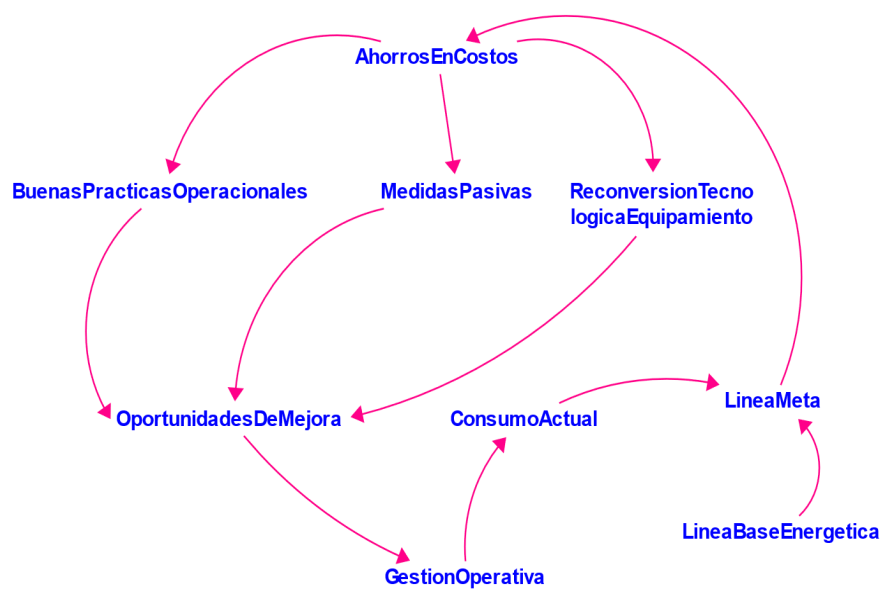 AhorrosEnCostos
BuenasPracticasOperacionales
MedidasPasivas
ReconversionTecno
logicaEquipamiento
OportunidadesDeMejora
ConsumoActual
LineaMeta
LineaBaseEnergetica
GestionOperativa